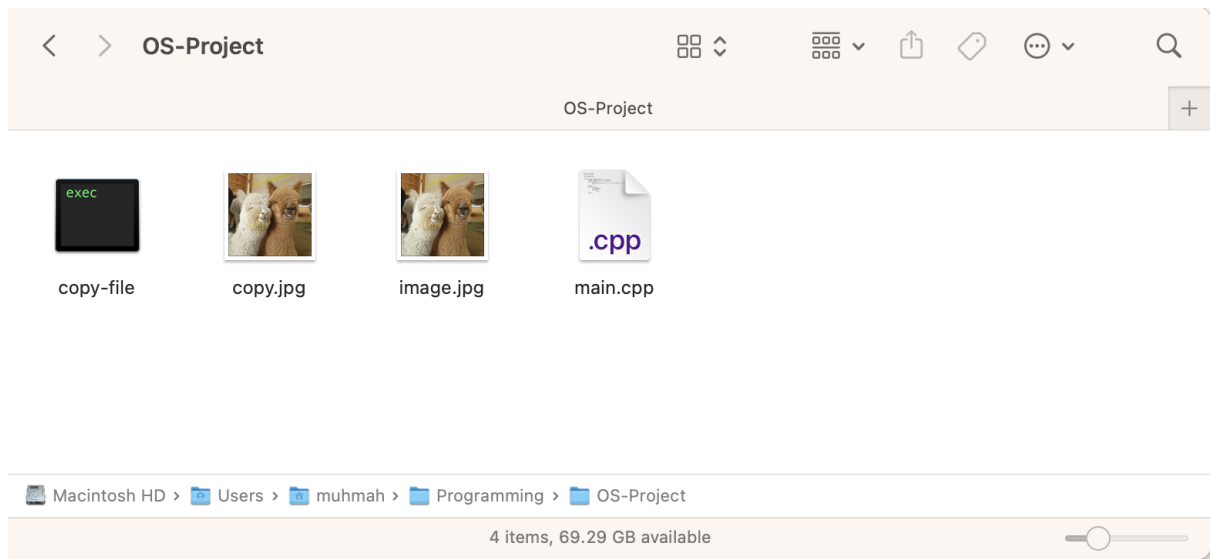 OS-Project
OS-Project
exec
.cpp
copy-file copy.jpg image.jpg main.cpp
Macintosh HD › Users › muhmah › Programming › OS-Project
4 items, 69.29 GB available